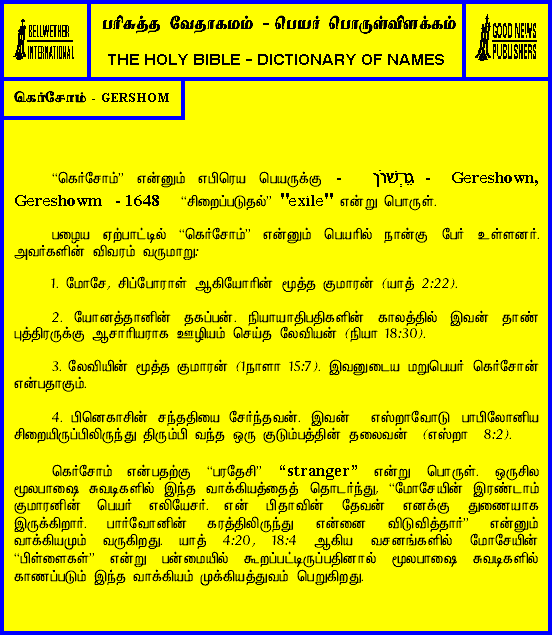 BELLWETHER
INTERNATIONAL
பரிசுத்த வேதாகமம் - பெயர் பொருள்விளக்கம்
THE HOLY BIBLE - DICTIONARY OF NAMES
GOOD NEWS
PUBLISHERS
கெர்சோம் - GERSHOM
“கெர்சோம்” என்னும் எபிரெய பெயருக்கு - - Gereshown,
Gereshowm - 1648 “சிறைப்படுதல்” "exile" என்று பொருள்.
பழைய ஏற்பாட்டில் “கெர்சோம்” என்னும் பெயரில் நான்கு பேர் உள்ளனர்.
அவர்களின் விவரம் வருமாறு:
1. மோசே, சிப்போராள் ஆகியோரின் மூத்த குமாரன் (யாத் 2:22).
2. யோனத்தானின் தகப்பன். நியாயாதிபதிகளின் காலத்தில் இவன் தாண்
புத்திரருக்கு ஆசாரியராக ஊழியம் செய்த லேவியன் (நியா 18:30).
3. லேவியின் மூத்த குமாரன் (1நாளா 15:7). இவனுடைய மறுபெயர் கெர்சோன்
என்பதாகும்.
4. பினெகாசின் சந்ததியை சேர்ந்தவன். இவன் எஸ்றாவோடு பாபிலோனிய
சிறையிருப்பிலிருந்து திரும்பி வந்த ஒரு குடும்பத்தின் தலைவன் (எஸ்றா 8:2).
கெர்சோம் என்பதற்கு “பரதேசி” “stranger” என்று பொருள். ஒருசில
மூலபாஷை சுவடிகளில் இந்த வாக்கியத்தைத் தொடர்ந்து, “மோசேயின் இரண்டாம்
குமாரனின் பெயர் எலியேசர். என் பிதாவின் தேவன் எனக்கு துணையாக
இருக்கிறார். பார்வோனின் கரத்திலிருந்து என்னை விடுவித்தார்” என்னும்
வாக்கியமும் வருகிறது. யாத் 4:20, 18:4 ஆகிய வசனங்களில் மோசேயின்
“பிள்ளைகள்” என்று பன்மையில் கூறப்பட்டிருப்பதினால் மூலபாஷை சுவடிகளில்
காணப்படும் இந்த வாக்கியம் முக்கியத்துவம் பெறுகிறது.